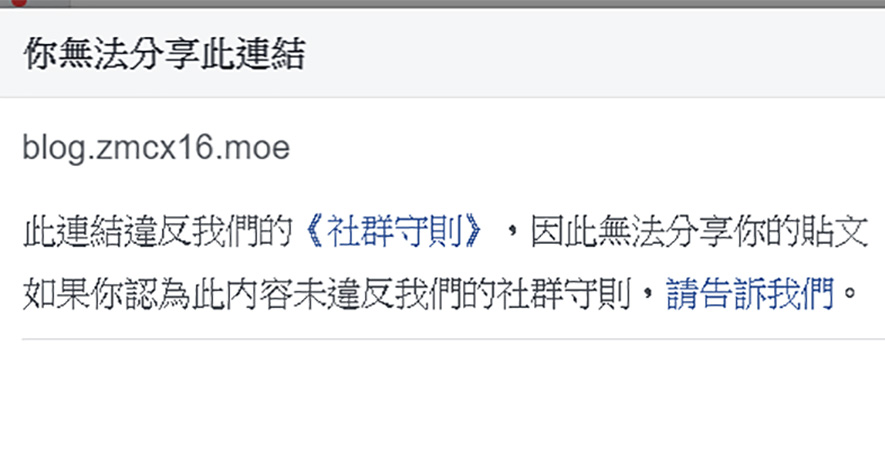 你無法分享此連結
blog.zmcx16.moe
此連結違反我們的《社群守則》，因此無法分享你的貼文
如果你認為此內容未違反我們的社群守則，請告訴我們。